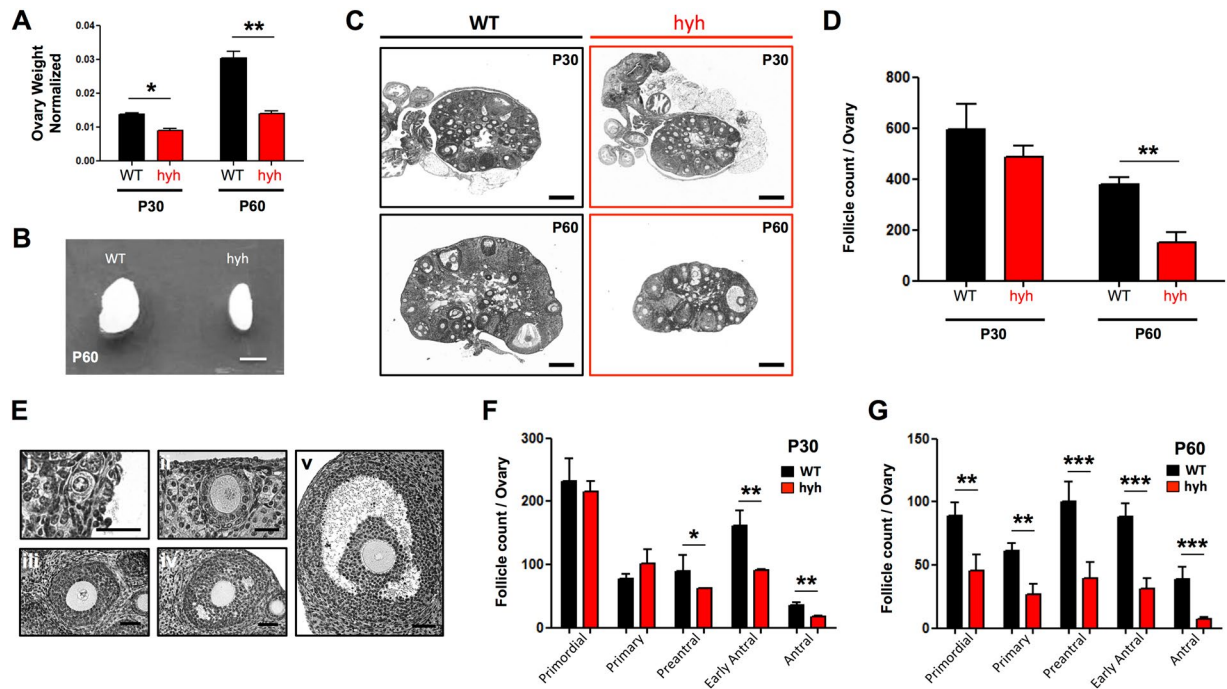 A
Ovary Weight
Normalized
0.04
0.03
0.02
0.01
0.00
*
**
WT
hyh
WT
hyh
P30
P60
B
WT
hyh
P60
C
WT
hyh
P30
P30
P60
P60
D
Follicle count / Ovary
800
600
400
200
0
**
WT
hyh
WT
hyh
P30
P60
E
i
ii
iii
iv
v
F
Follicle count / Ovary
300
200
100
0
P30
WT
hyh
*
**
**
Primordial
Primary
Preantral
Early Antral
Antral
G
Follicle count / Ovary
150
100
50
0
P60
WT
hyh
**
**
***
***
***
Primordial
Primary
Preantral
Early Antral
Antral